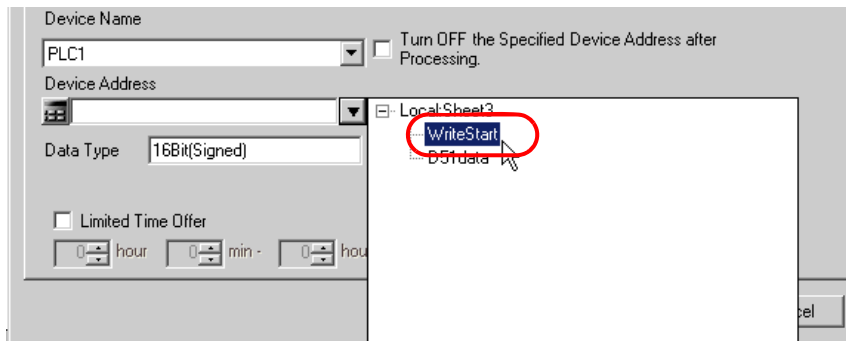 Device Name
PLC1
Turn OFF the Specified Device Address after
Processing.
Device Address
Local:Sheet3
WriteStart
D51data
Data Type 16Bit(Signed)
Limited Time Offer
0 hour 0 min - 0 hou
cel